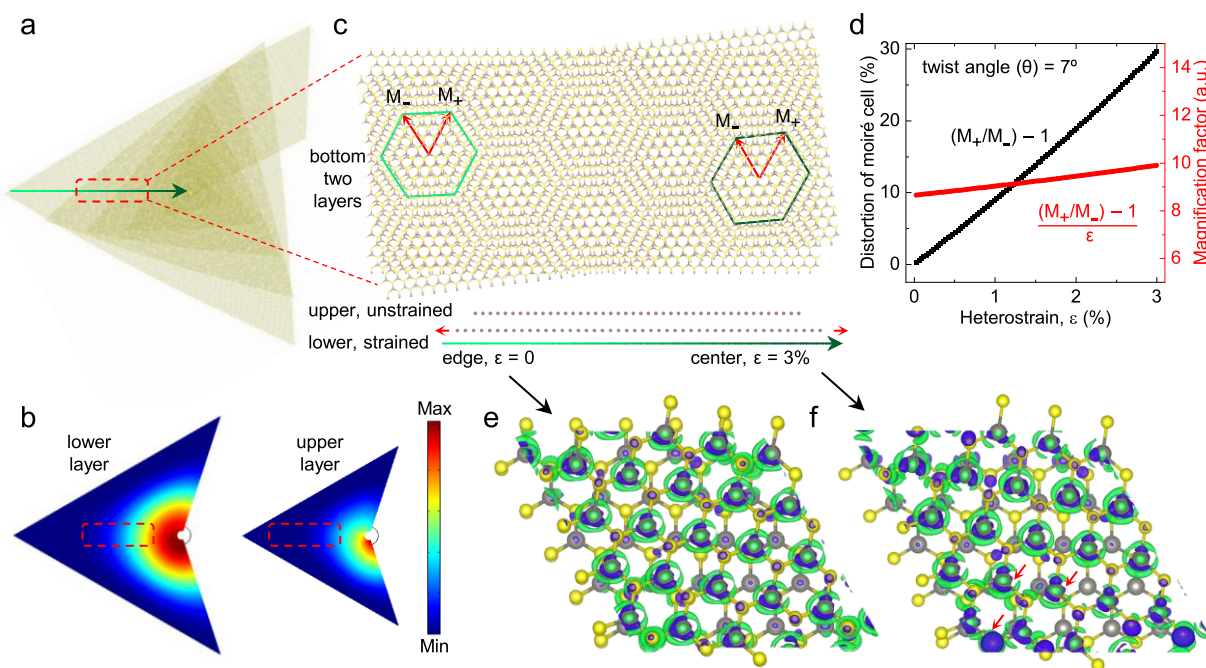 a
c
d
M₋ M₊
M₋ M₊
bottom
two
layers
upper, unstrained
lower, strained
edge, ε = 0
center, ε = 3%
Distortion of moiré cell (%)
30
20
10
0
twist angle (θ) = 7º
(M₊/M₋) − 1
(M₊/M₋) − 1
ε
14
12
10
8
6
Magnification factor (a.u.)
0 1 2 3
Heterostrain, ε (%)
b
lower
layer
upper
layer
Max
Min
e
f